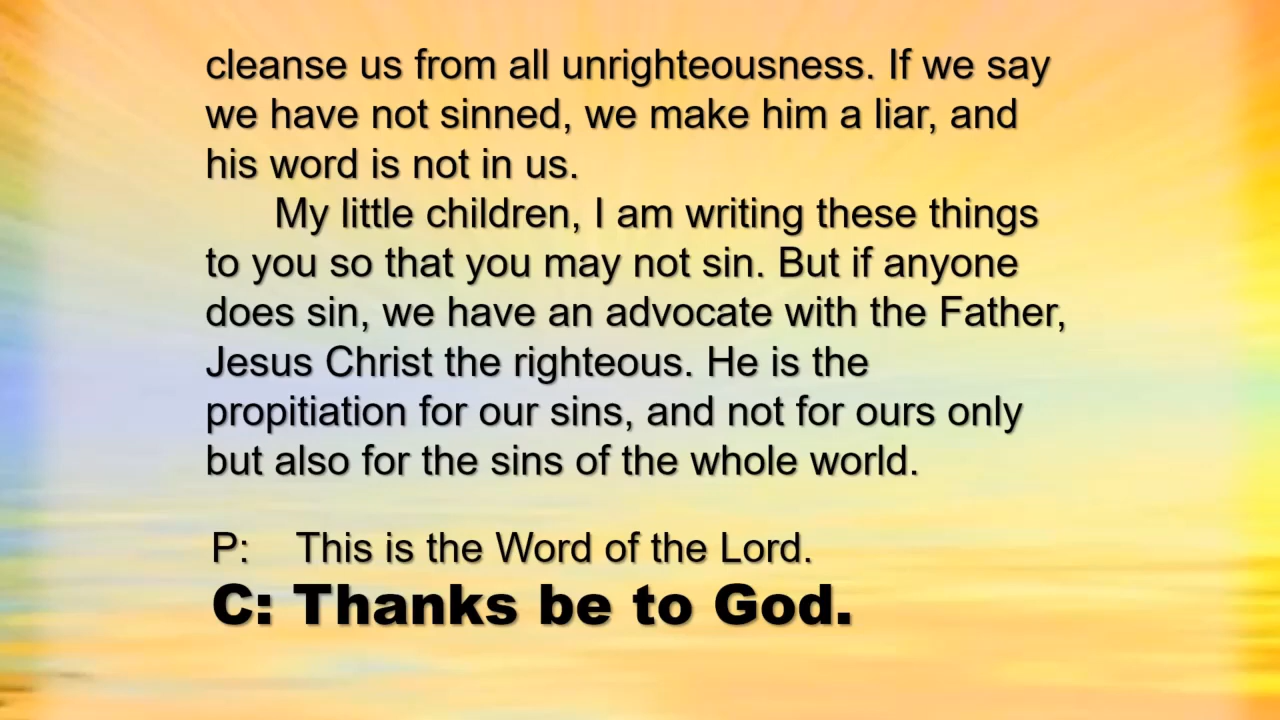 cleanse us from all unrighteousness. If we say
we have not sinned, we make him a liar, and
his word is not in us.
My little children, I am writing these things
to you so that you may not sin. But if anyone
does sin, we have an advocate with the Father,
Jesus Christ the righteous. He is the
propitiation for our sins, and not for ours only
but also for the sins of the whole world.
P: This is the Word of the Lord.
C: Thanks be to God.